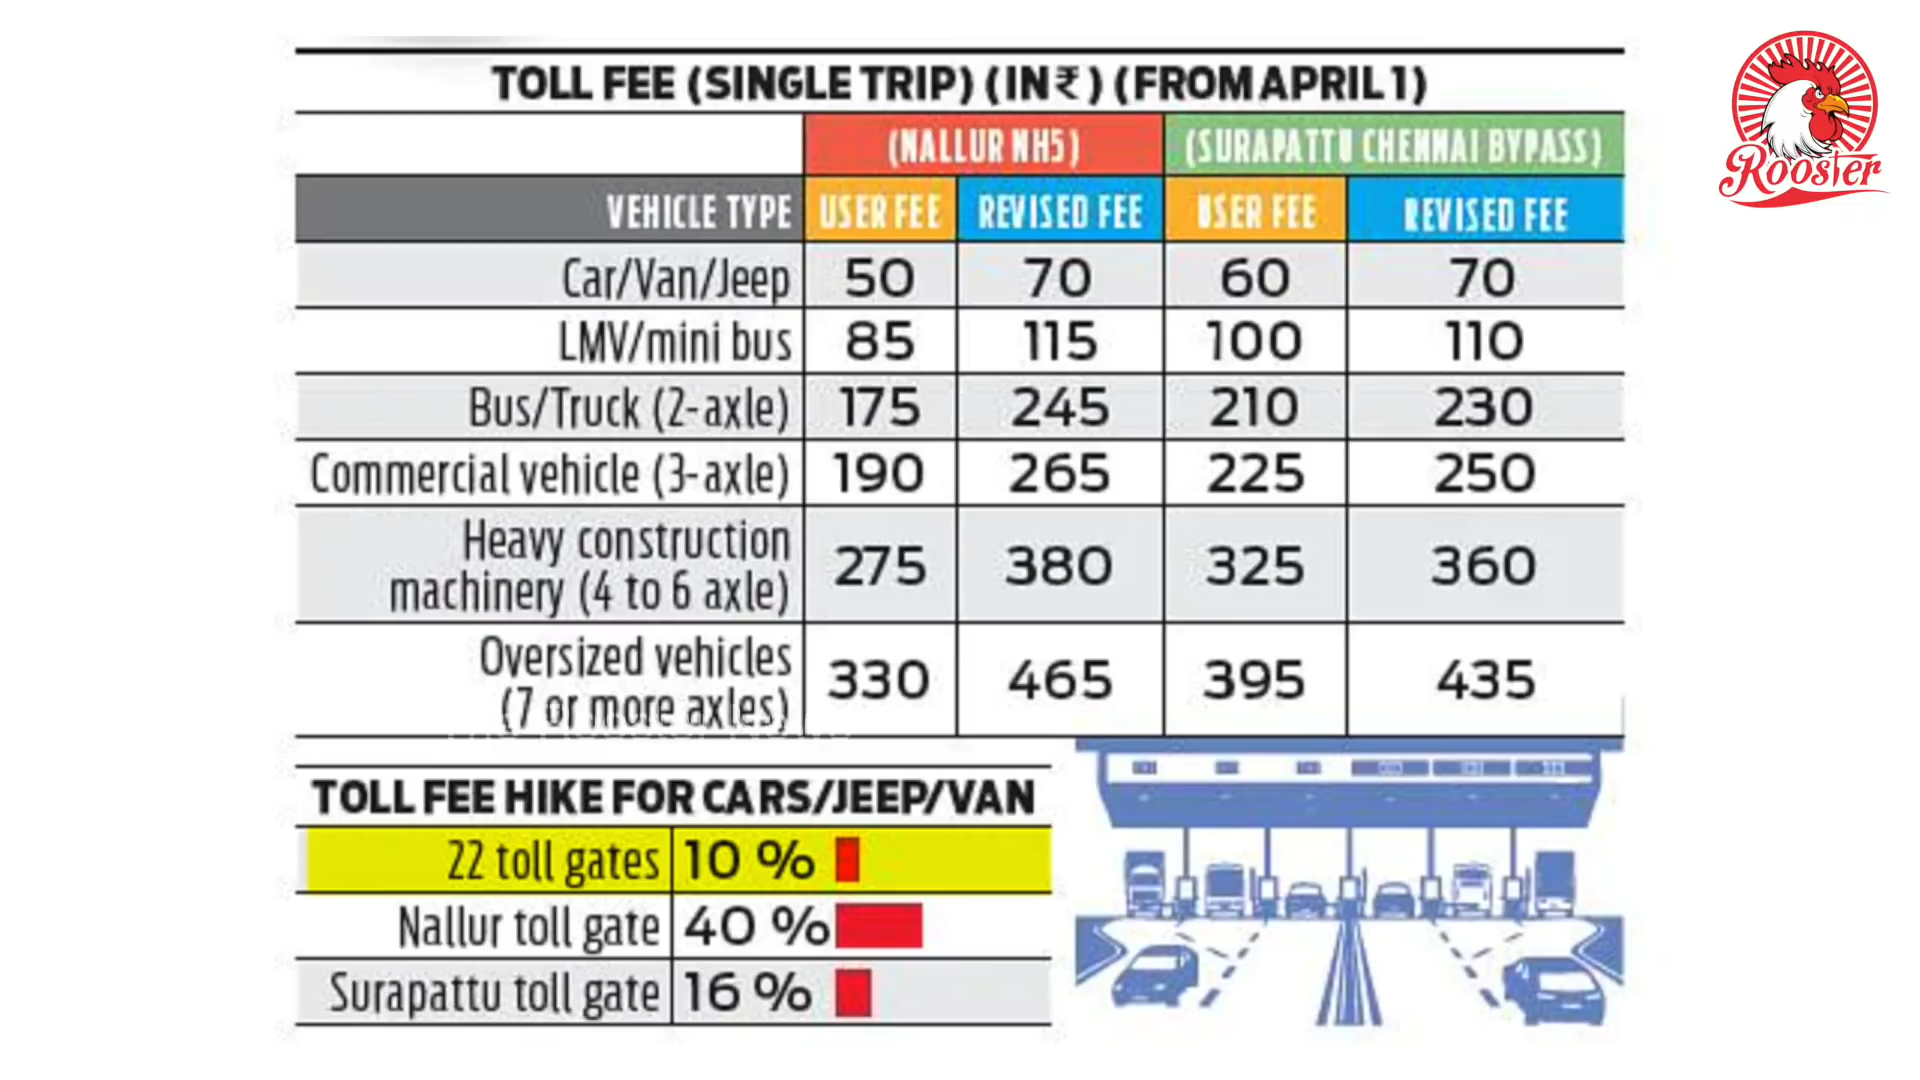 TOLL FEE (SINGLE TRIP) (IN ₹) (FROM APRIL 1)
(NALLUR NH5) (SURAPATTU CHENNAI BYPASS)
VEHICLE TYPE USER FEE REVISED FEE USER FEE REVISED FEE
Car/Van/Jeep 50 70 60 70
LMV/mini bus 85 115 100 110
Bus/Truck (2-axle) 175 245 210 230
Commercial vehicle (3-axle) 190 265 225 250
Heavy construction
machinery (4 to 6 axle) 275 380 325 360
Oversized vehicles
(7 or more axles) 330 465 395 435
TOLL FEE HIKE FOR CARS/JEEP/VAN
22 toll gates 10 %
Nallur toll gate 40 %
Surapattu toll gate 16 %
Rooster